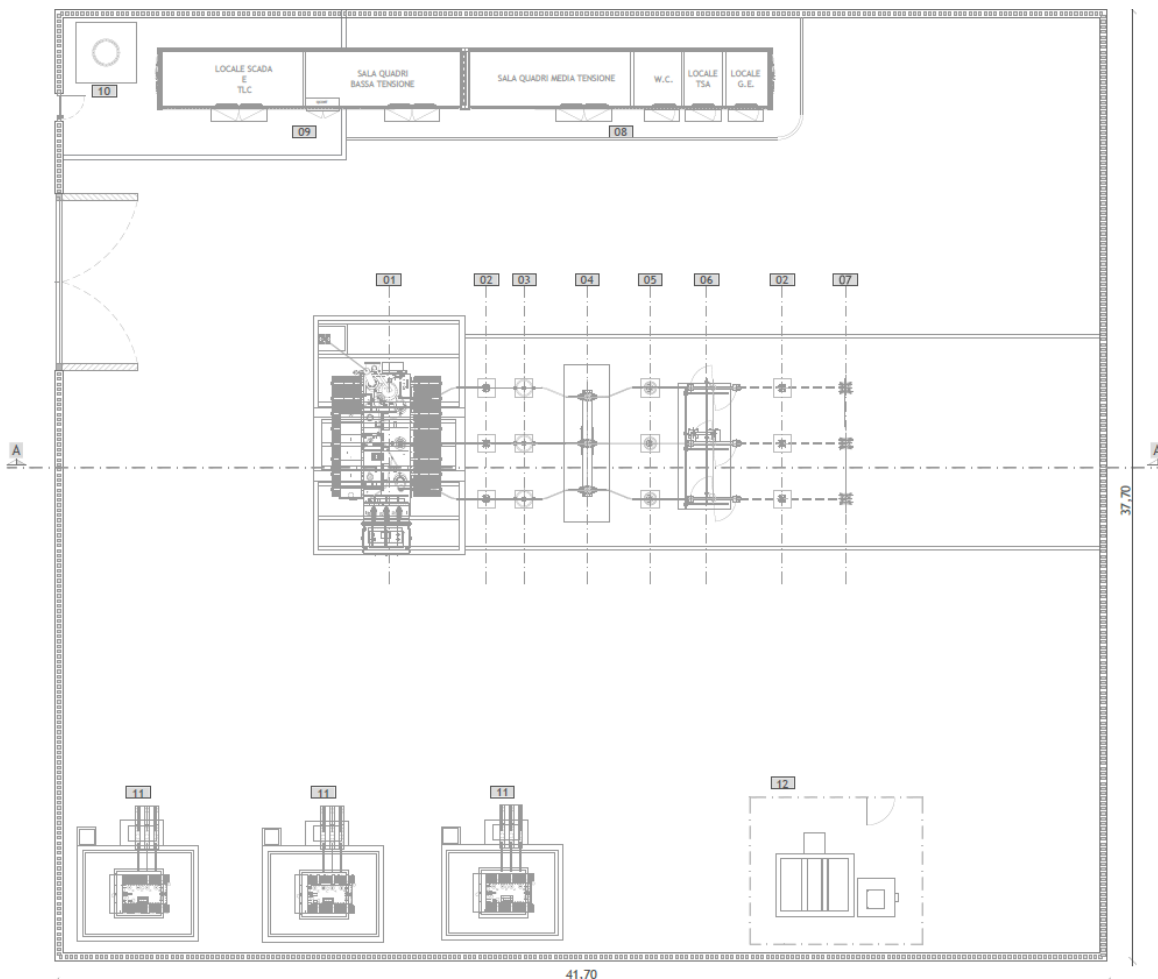 LOCALE SCADA
E
TLC
SALA QUADRI
BASSA TENSIONE
SALA QUADRI MEDIA TENSIONE
W.C.
LOCALE
TSA
LOCALE
G.E.
10
09
08
01
02
03
04
05
06
02
07
A
A
37,70
11
11
11
12
41,70